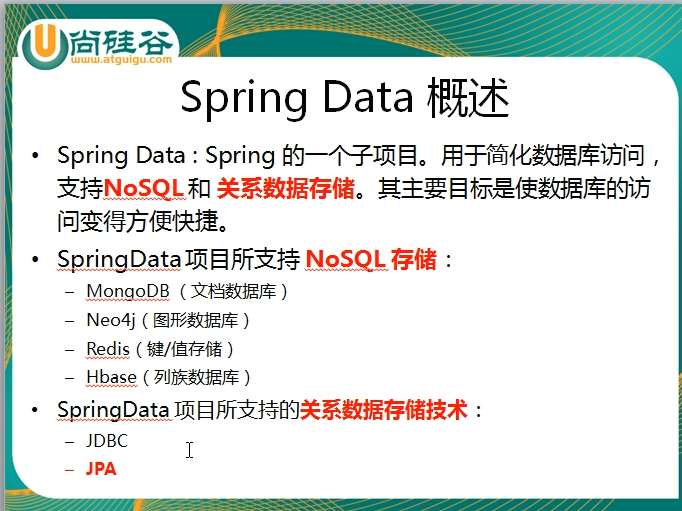 尚硅谷
www.atguigu.com
Spring Data 概述
• Spring Data : Spring 的一个子项目。用于简化数据库访问，
支持NoSQL 和 关系数据存储。其主要目标是使数据库的访
问变得方便快捷。
• SpringData 项目所支持 NoSQL 存储：
– MongoDB （文档数据库）
– Neo4j（图形数据库）
– Redis（键/值存储）
– Hbase（列族数据库）
• SpringData 项目所支持的关系数据存储技术：
– JDBC
– JPA